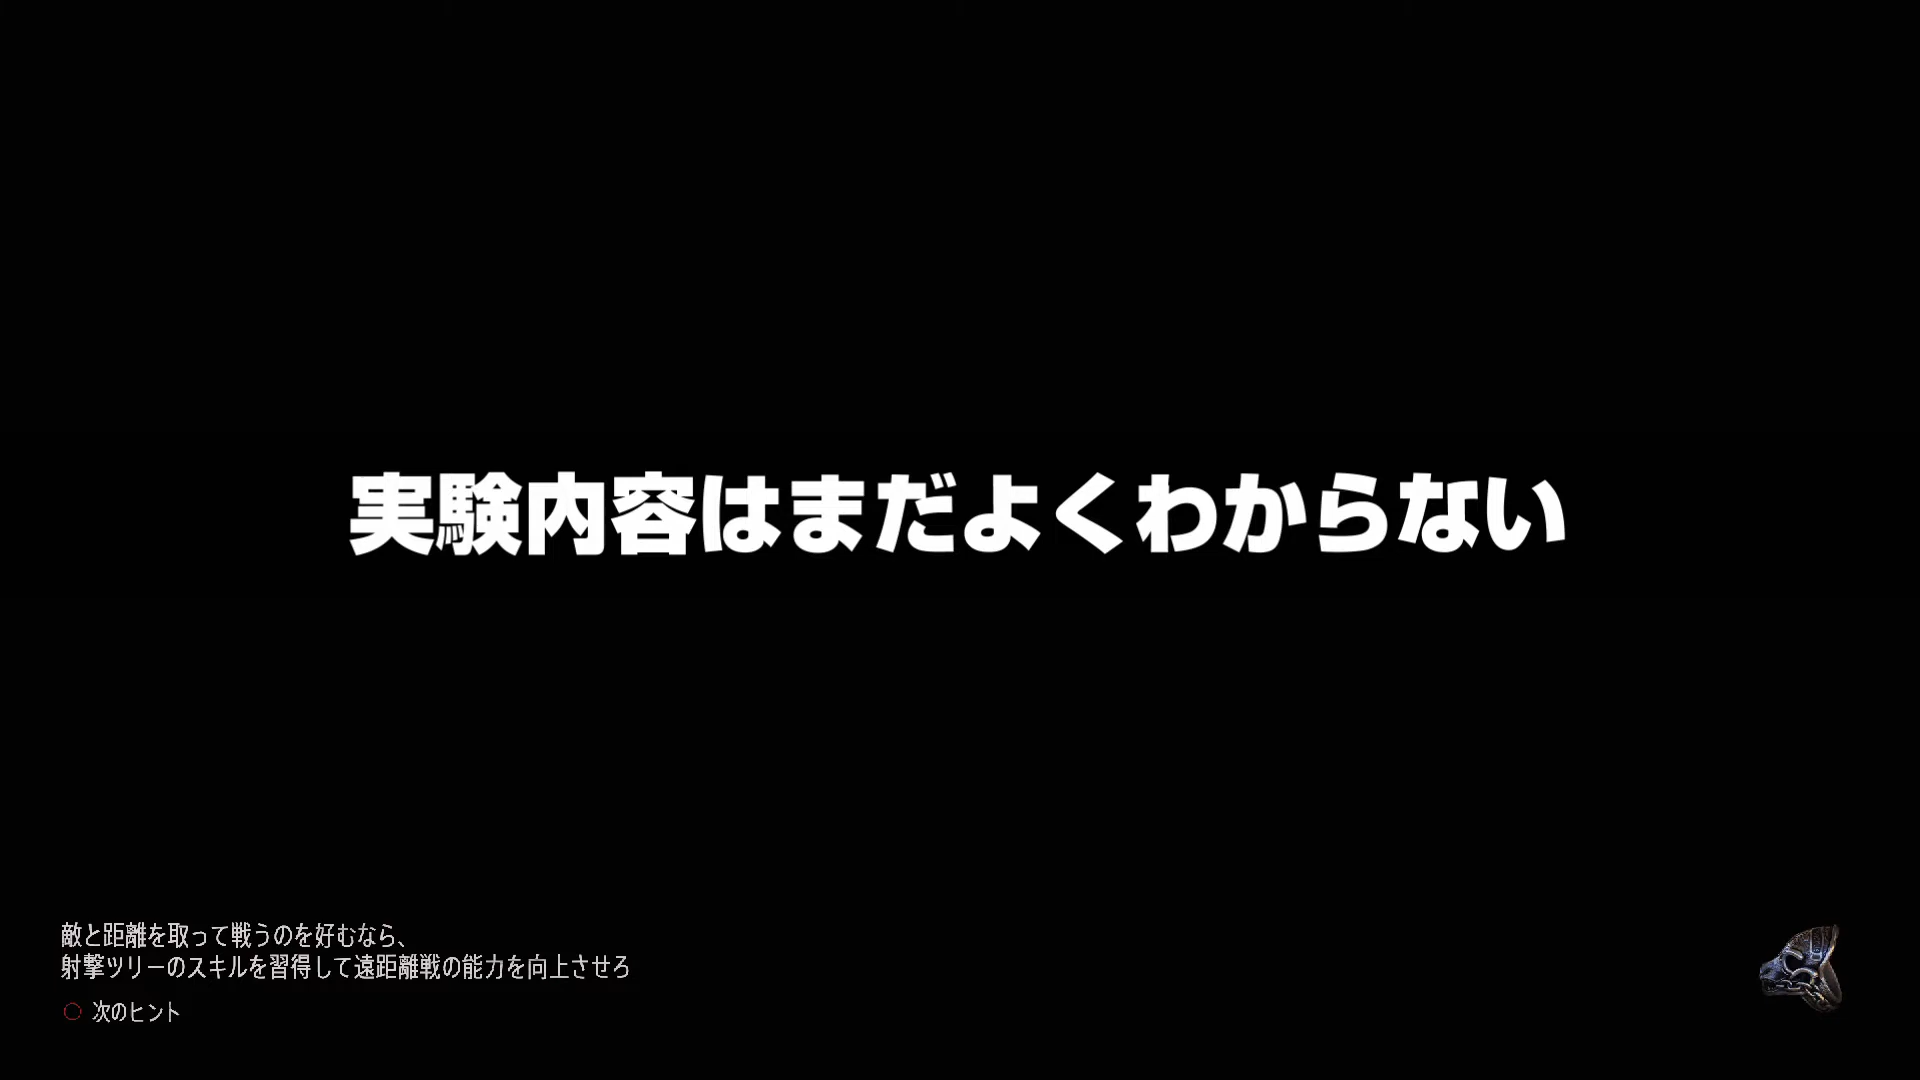 実験内容はまだよくわからない
敵と距離を取って戦うのを好むなら、
射撃ツリーのスキルを習得して遠距離戦の能力を向上させろ
○ 次のヒント